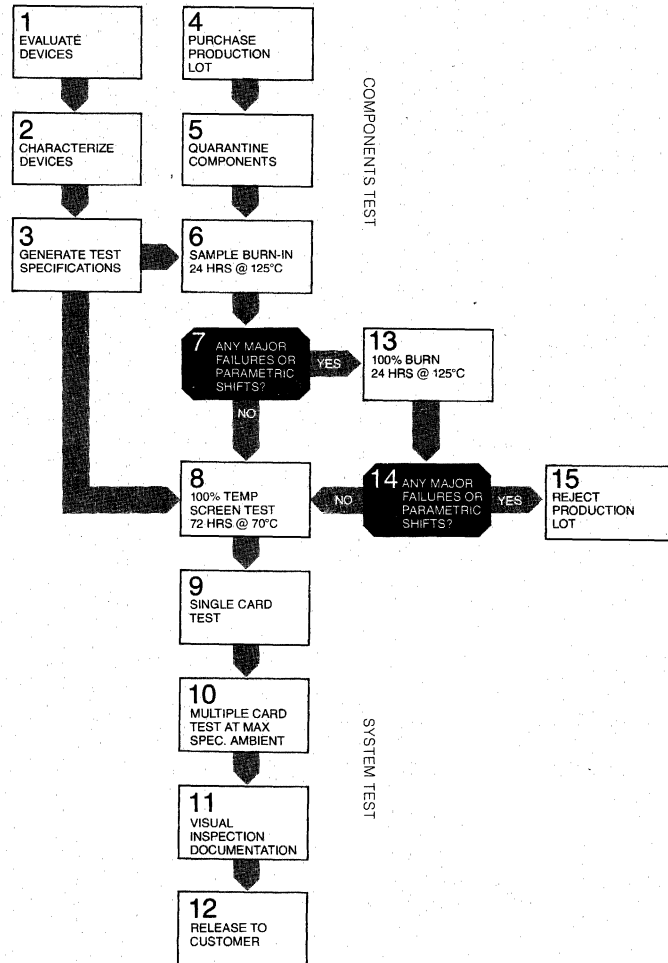 1
EVALUATE
DEVICES
2
CHARACTERIZE
DEVICES
3
GENERATE TEST
SPECIFICATIONS
4
PURCHASE
PRODUCTION
LOT
5
QUARANTINE
COMPONENTS
6
SAMPLE BURN-IN
24 HRS @ 125°C
7 ANY MAJOR
FAILURES OR
PARAMETRIC
SHIFTS?
YES
NO
13
100% BURN
24 HRS @ 125°C
14 ANY MAJOR
FAILURES OR
PARAMETRIC
SHIFTS?
NO
YES
15
REJECT
PRODUCTION
LOT
8
100% TEMP
SCREEN TEST
72 HRS @ 70°C
9
SINGLE CARD
TEST
10
MULTIPLE CARD
TEST AT MAX
SPEC. AMBIENT
11
VISUAL
INSPECTION
DOCUMENTATION
12
RELEASE TO
CUSTOMER
COMPONENTS TEST
SYSTEM TEST